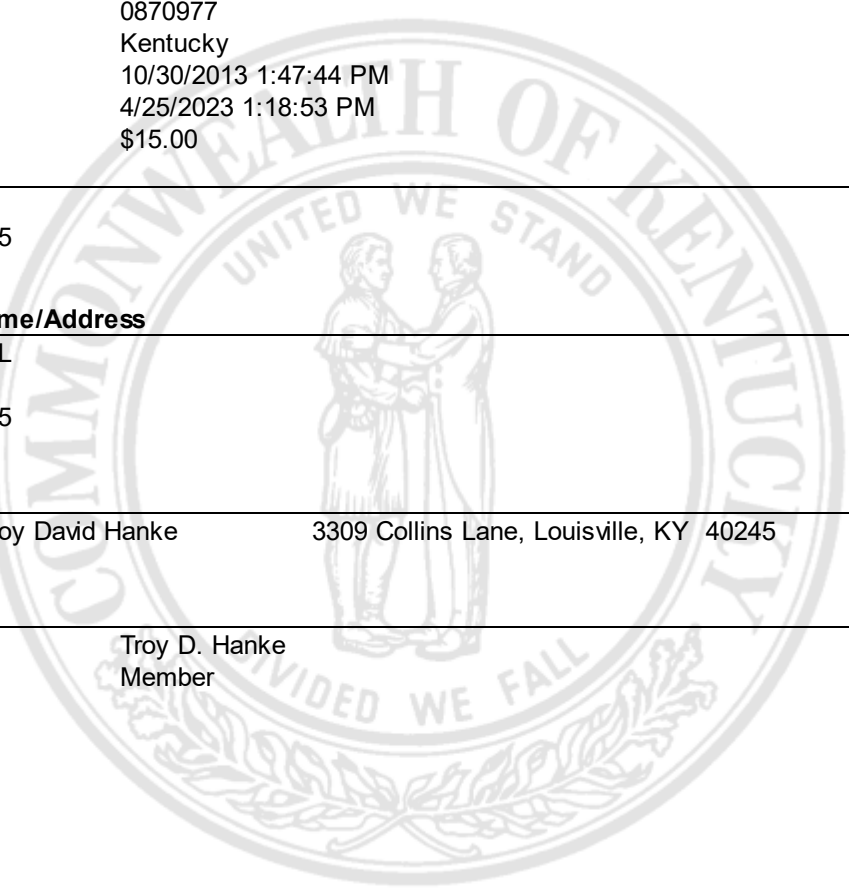 0870977
Kentucky
10/30/2013 1:47:44 PM
4/25/2023 1:18:53 PM
$15.00
5
me/Address
L
5
oy David Hanke 3309 Collins Lane, Louisville, KY 40245
Troy D. Hanke
Member
COMMONWEALTH OF KENTUCKY
UNITED WE STAND
DIVIDED WE FALL